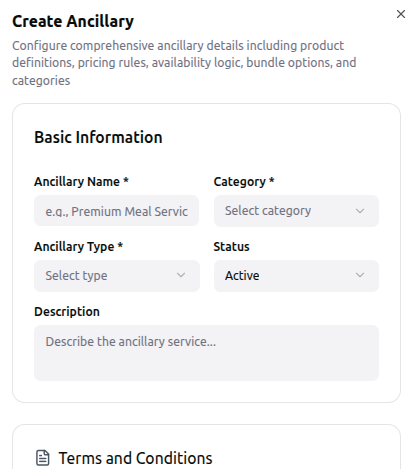 Create Ancillary
Configure comprehensive ancillary details including product
definitions, pricing rules, availability logic, bundle options, and
categories
Basic Information
Ancillary Name *
Category *
e.g., Premium Meal Servic
Select category
Ancillary Type *
Status
Select type
Active
Description
Describe the ancillary service...
Terms and Conditions